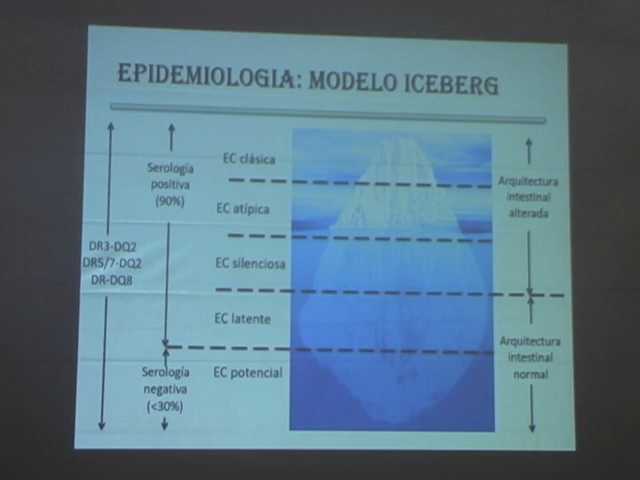 EPIDEMIOLOGIA: MODELO ICEBERG
Serología
positiva
(90%)
EC clásica
EC atípica
EC silenciosa
EC latente
EC potencial
DR3-DQ2
DR5/7-DQ2
DR-DQ8
Serología
negativa
(<30%)
Arquitectura
intestinal
alterada
Arquitectura
intestinal
normal